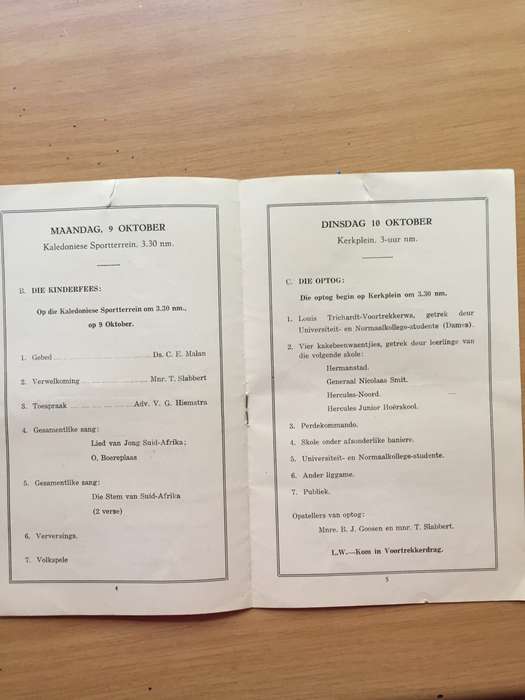 MAANDAG, 9 OKTOBER
Kaledoniese Sportterrein, 3.30 nm.
B. DIE KINDERFEES:
Op die Kaledoniese Sportterrein om 3.30 nm.,
op 9 Oktober.
1. Gebed Ds. C. E. Malan
2. Verwelkoming Mnr. T. Slabbert
3. Toespraak Adv. V. G. Hiemstra
4. Gesamentlike sang:
Lied van Jong Suid-Afrika;
O, Boereplaas
5. Gesamentlike sang:
Die Stem van Suid-Afrika
(2 verse)
6. Verversings.
7. Volkspele
4
DINSDAG 10 OKTOBER
Kerkplein, 3-uur nm.
C. DIE OPTOG:
Die optog begin op Kerkplein om 3.30 nm.
1. Louis Trichardt-Voortrekkerwa, getrek deur
Universiteit- en Normaalkollege-studente (Dames).
2. Vier kakebeenwaentjies, getrek deur leerlinge van
die volgende skole:
Hermanstad.
Generaal Nicolaas Smit.
Hercules-Noord.
Hercules Junior Hoërskool.
3. Perdekommando.
4. Skole onder afsonderlike baniere.
5. Universiteit- en Normaalkollege-studente.
6. Ander liggame.
7. Publiek.
Opstellers van optog:
Mnre. B. J. Goosen en mnr. T. Slabbert.
L.W.—Kom in Voortrekkerdrag.
5